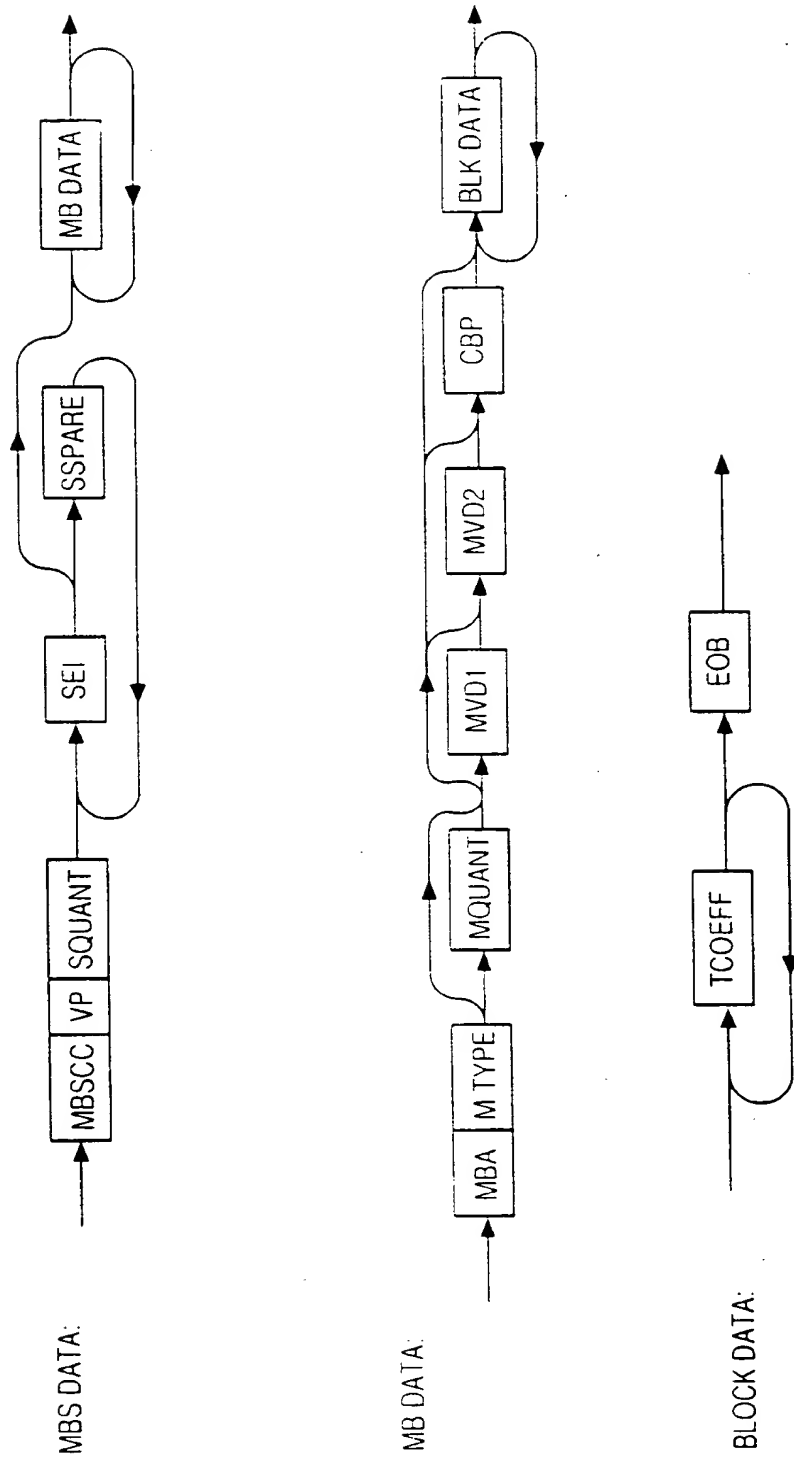 MBS DATA:
MBSCC VP SQUANT SEI SSPARE MB DATA
MB DATA:
MBA M TYPE MQUANT MVD1 MVD2 CBP BLK DATA
BLOCK DATA:
TCOEFF EOB